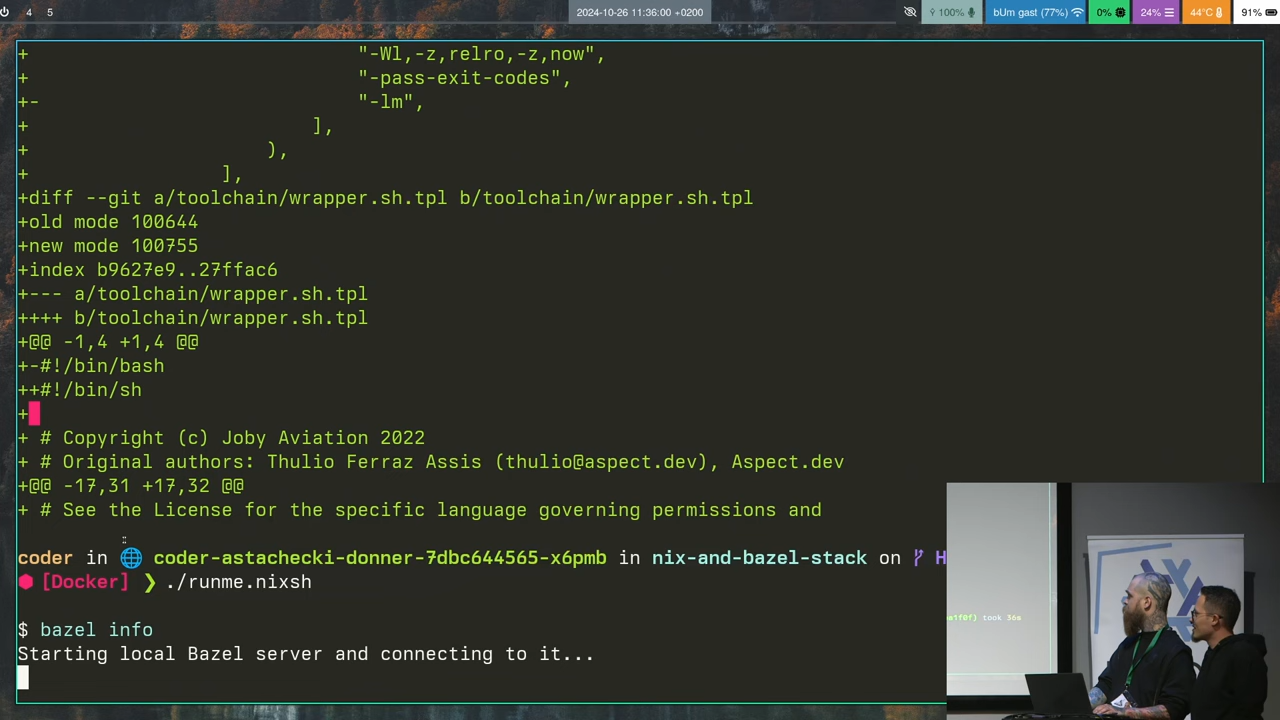 4 5 2024-10-26 11:36:00 +0200 100% bUm gast (77%) 0% 24% 44°C 91%
+ "-Wl,-z,relro,-z,now",
+ "-pass-exit-codes",
+- "-lm",
+ ],
+ ),
+ ],
+diff --git a/toolchain/wrapper.sh.tpl b/toolchain/wrapper.sh.tpl
+old mode 100644
+new mode 100755
+index b9627e9..27ffac6
+--- a/toolchain/wrapper.sh.tpl
++++ b/toolchain/wrapper.sh.tpl
+@@ -1,4 +1,4 @@
+-#!/bin/bash
++#!/bin/sh
+
+ # Copyright (c) Joby Aviation 2022
+ # Original authors: Thulio Ferraz Assis (thulio@aspect.dev), Aspect.dev
+@@ -17,31 +17,32 @@
+ # See the License for the specific language governing permissions and
coder in 🌐 coder-astachecki-donner-7dbc644565-x6pmb in nix-and-bazel-stack on H
[Docker] ❯ ./runme.nixsh
$ bazel info
Starting local Bazel server and connecting to it...
took 36s